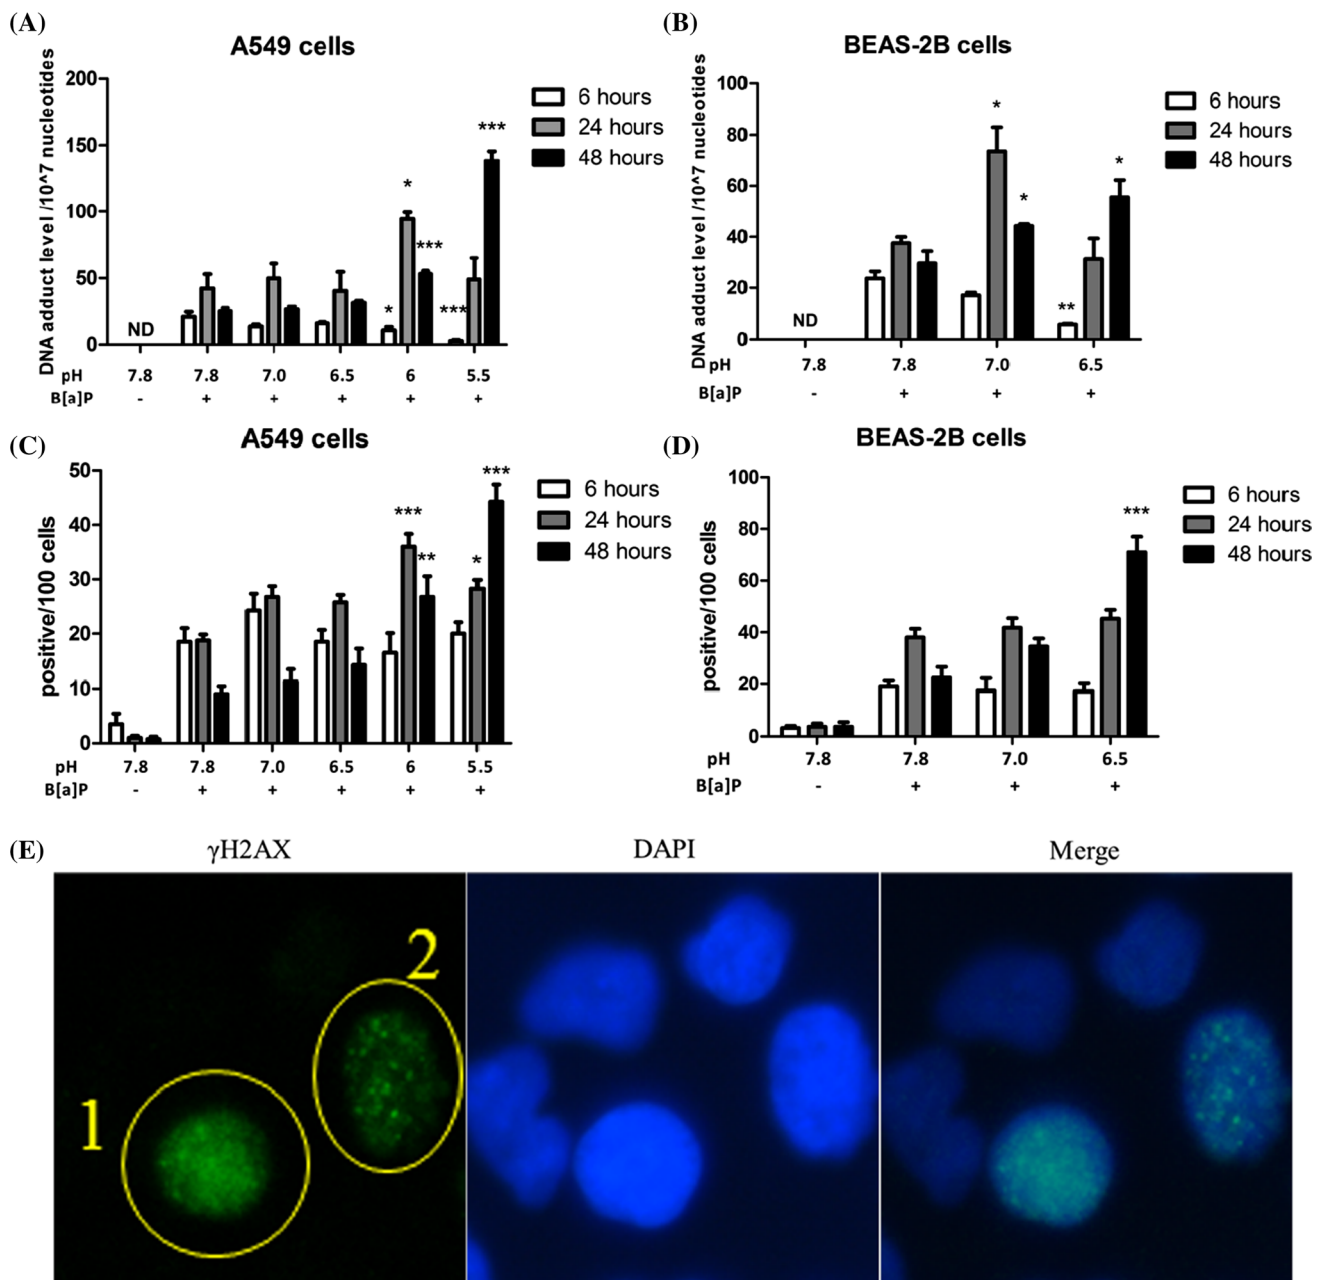 (A)
A549 cells
DNA adduct level /10^7 nucleotides
200
150
100
50
0
6 hours
24 hours
48 hours
ND
*
*
***
***
***
pH 7.8 7.8 7.0 6.5 6 5.5
B[a]P - + + + + +
(B)
BEAS-2B cells
DNA adduct level /10^7 nucleotides
100
80
60
40
20
0
6 hours
24 hours
48 hours
ND
*
*
**
*
pH 7.8 7.8 7.0 6.5
B[a]P - + + +
(C)
A549 cells
positive/100 cells
50
40
30
20
10
0
6 hours
24 hours
48 hours
***
**
*
***
pH 7.8 7.8 7.0 6.5 6 5.5
B[a]P - + + + + +
(D)
BEAS-2B cells
positive/100 cells
100
80
60
40
20
0
6 hours
24 hours
48 hours
***
pH 7.8 7.8 7.0 6.5
B[a]P - + + +
(E)
γH2AX DAPI Merge
2
1